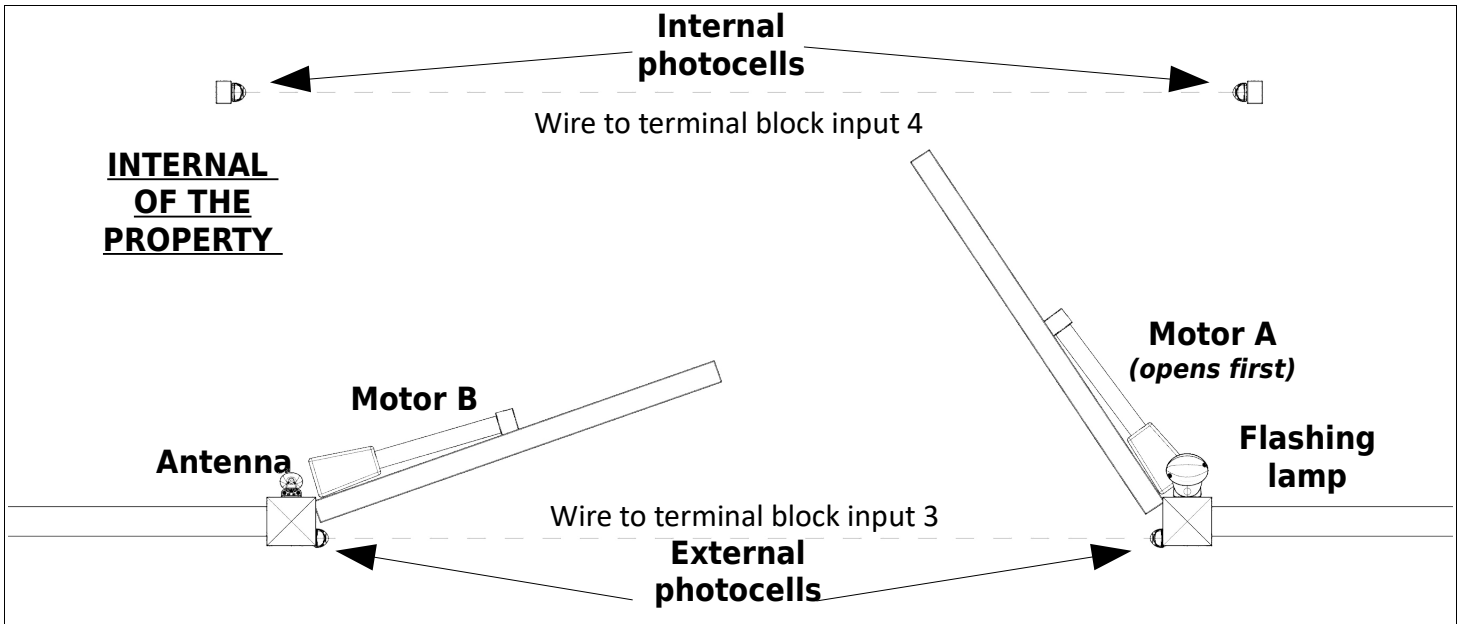 Internal
photocells
Wire to terminal block input 4
INTERNAL
OF THE
PROPERTY
Motor A
(opens first)
Motor B
Antenna
Flashing
lamp
Wire to terminal block input 3
External
photocells